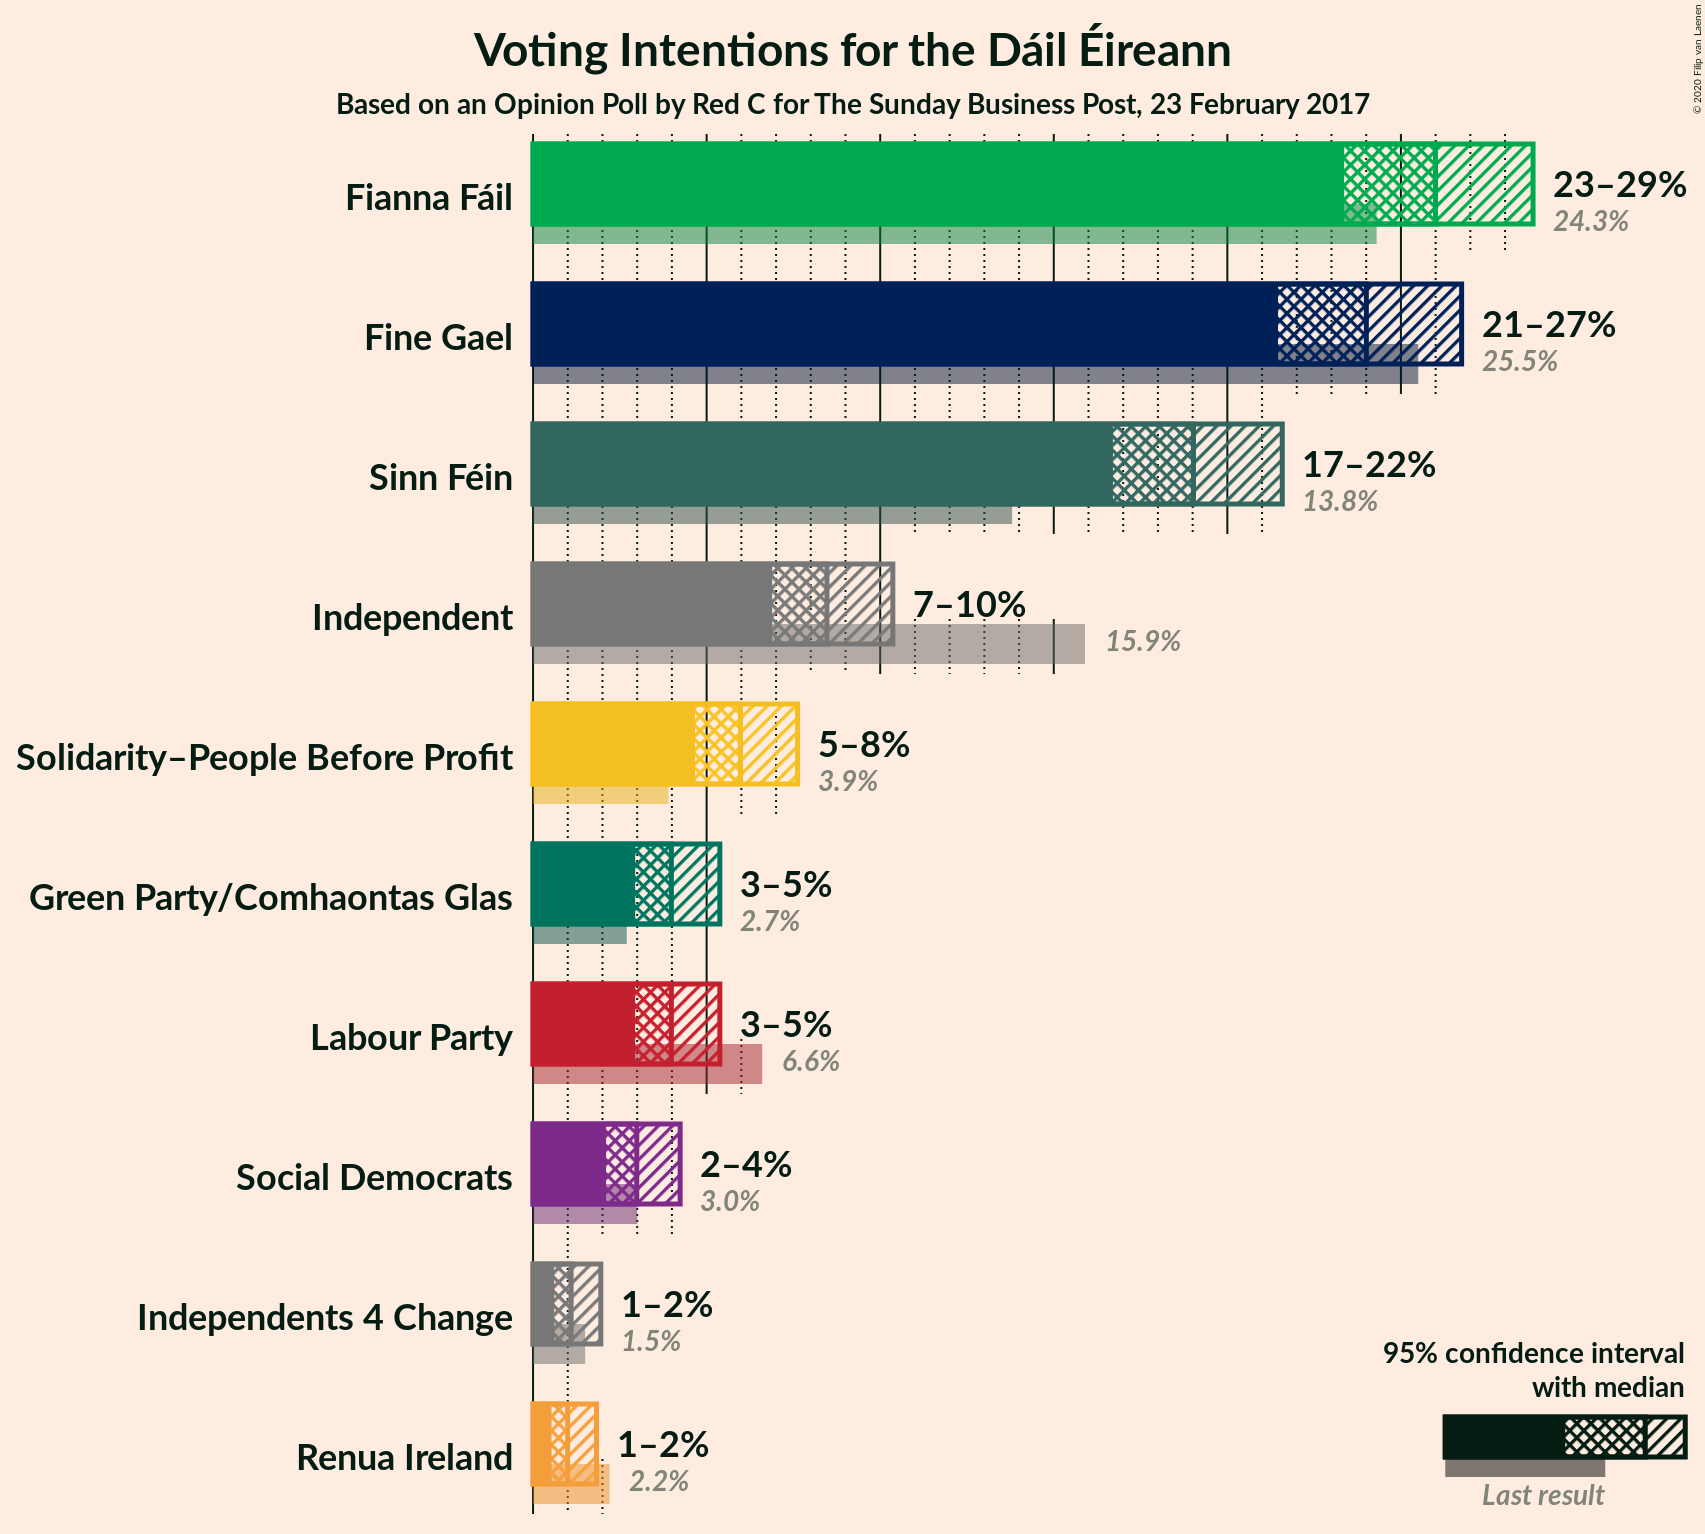 Voting Intentions for the Dáil Éireann
Based on an Opinion Poll by Red C for The Sunday Business Post, 23 February 2017
© 2020 Filip van Laenen
Fianna Fáil
23–29%
24.3%
Fine Gael
21–27%
25.5%
Sinn Féin
17–22%
13.8%
Independent
7–10%
15.9%
Solidarity–People Before Profit
5–8%
3.9%
Green Party/Comhaontas Glas
3–5%
2.7%
Labour Party
3–5%
6.6%
Social Democrats
2–4%
3.0%
Independents 4 Change
1–2%
1.5%
Renua Ireland
1–2%
2.2%
95% confidence interval
with median
Last result